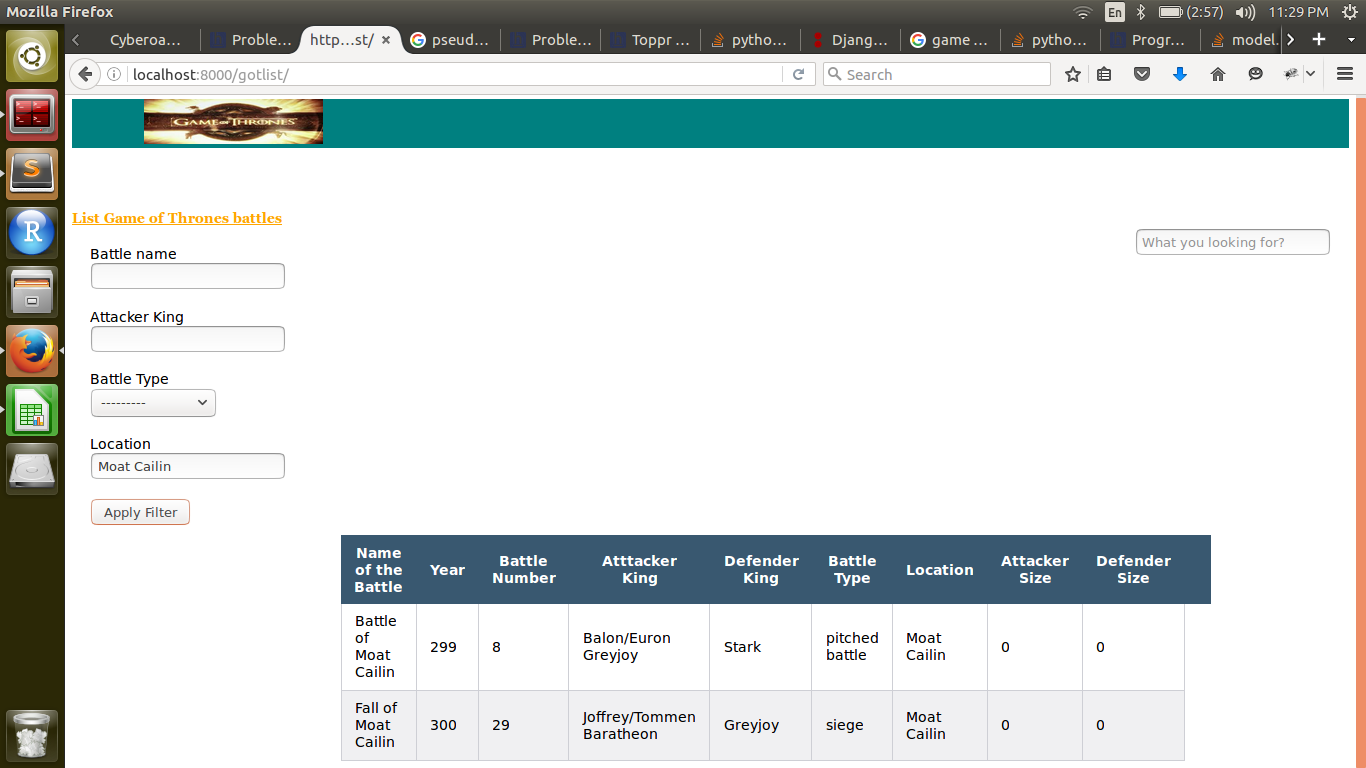 Mozilla Firefox
En
(2:57)
11:29 PM
Cyberoa...
Proble...
http...st/
pseud...
Proble...
Toppr ...
pytho...
Djang...
game ...
pytho...
Progr...
model.
localhost:8000/gotlist/
Search
GAME OF THRONES
List Game of Thrones battles
What you looking for?
Battle name
Attacker King
Battle Type
---------
Location
Moat Cailin
Apply Filter
Name of the Battle Year Battle Number Atttacker King Defender King Battle Type Location Attacker Size Defender Size
Battle of Moat Cailin 299 8 Balon/Euron Greyjoy Stark pitched battle Moat Cailin 0 0
Fall of Moat Cailin 300 29 Joffrey/Tommen Baratheon Greyjoy siege Moat Cailin 0 0